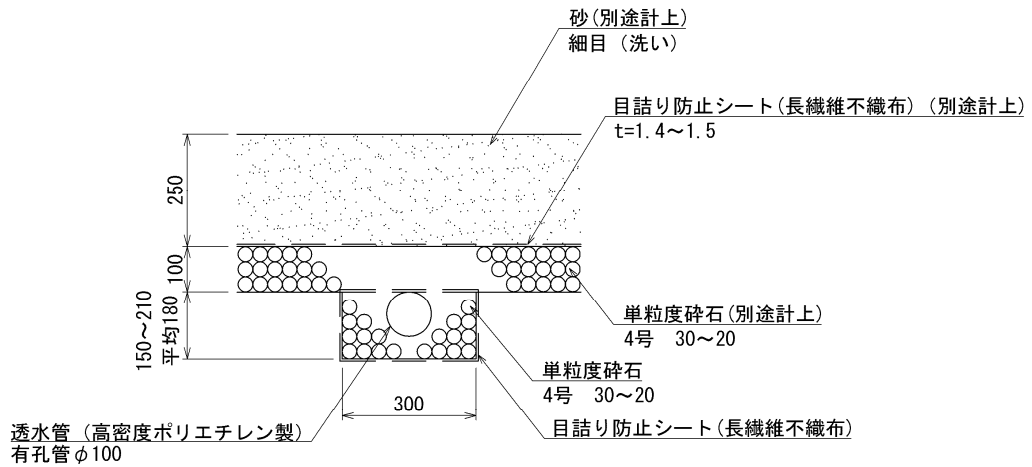 砂(別途計上)
細目 (洗い)
目詰り防止シート(長繊維不織布) (別途計上)
t=1.4～1.5
250
100
150～210
平均180
単粒度砕石(別途計上)
4号 30～20
単粒度砕石
4号 30～20
300
目詰り防止シート(長繊維不織布)
透水管 (高密度ポリエチレン製)
有孔管φ100